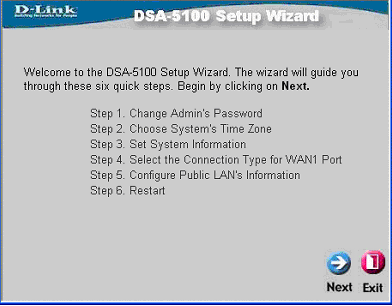 D-Link
Building Networks for People
DSA-5100 Setup Wizard
Welcome to the DSA-5100 Setup Wizard. The wizard will guide you
through these six quick steps. Begin by clicking on Next.
Step 1. Change Admin's Password
Step 2. Choose System's Time Zone
Step 3. Set System Information
Step 4. Select the Connection Type for WAN1 Port
Step 5. Configure Public LAN's Information
Step 6. Restart
Next Exit